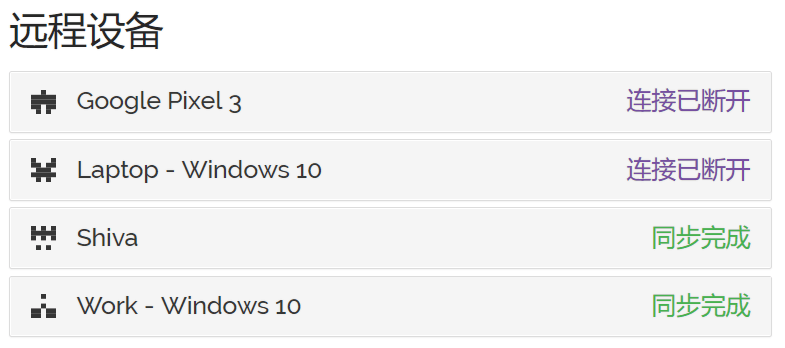 远程设备
Google Pixel 3 连接已断开
Laptop - Windows 10 连接已断开
Shiva 同步完成
Work - Windows 10 同步完成